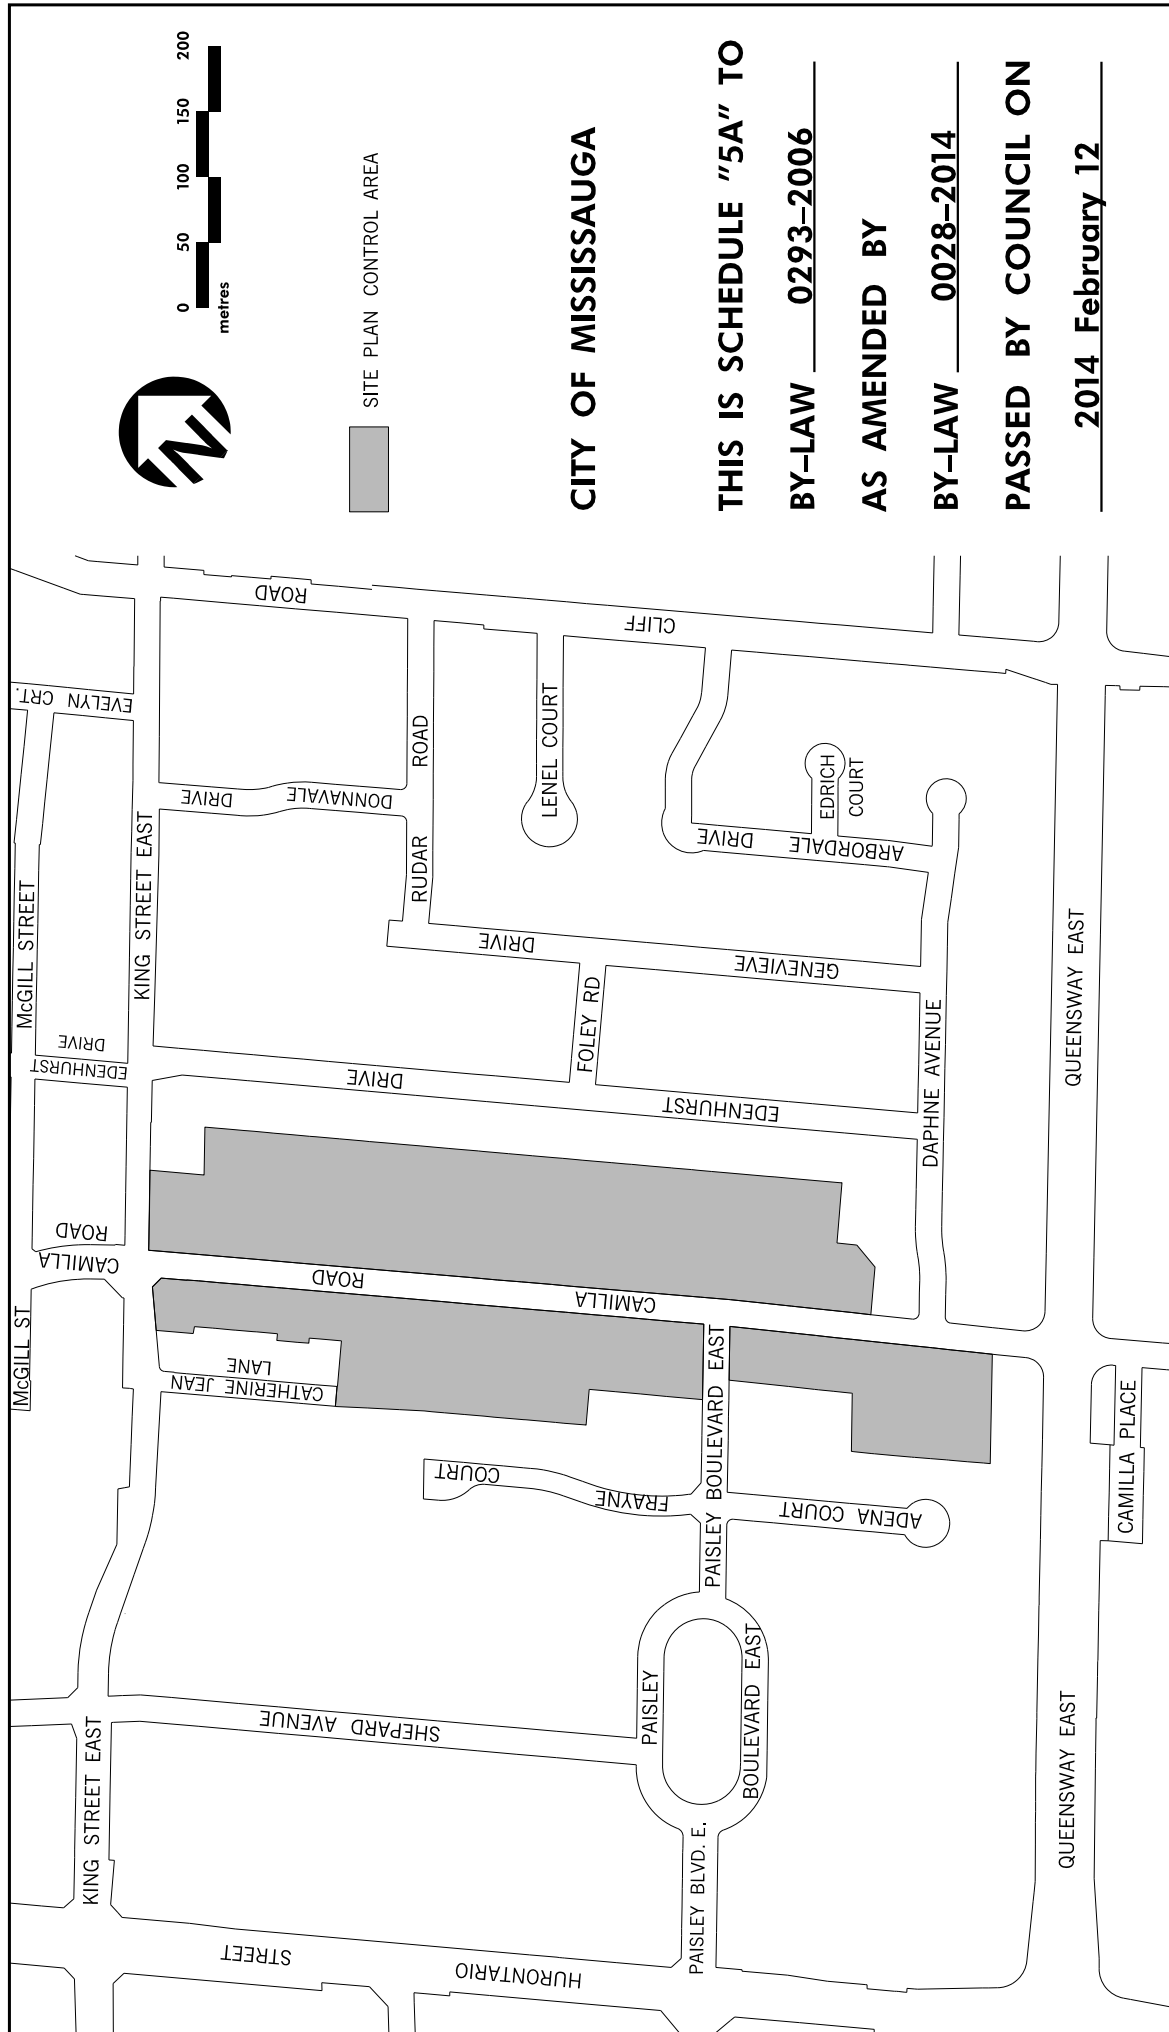 0 50 100 150 200
metres
N
SITE PLAN CONTROL AREA
CITY OF MISSISSAUGA
THIS IS SCHEDULE "5A" TO
BY–LAW 0293–2006
AS AMENDED BY
BY–LAW 0028–2014
PASSED BY COUNCIL ON
2014 February 12
McGILL ST
McGILL STREET
EVELYN CRT.
KING STREET EAST
KING STREET EAST
CAMILLA
ROAD
EDENHURST
DRIVE
DONNAVALE
DRIVE
CLIFF
ROAD
RUDAR
ROAD
LENEL COURT
EDRICH
COURT
ARBORDALE
DRIVE
GENEVIEVE
DRIVE
FOLEY RD
EDENHURST
DRIVE
DAPHNE AVENUE
CAMILLA
ROAD
CATHERINE JEAN
LANE
FRAYNE
COURT
PAISLEY BOULEVARD EAST
ADENA COURT
PAISLEY
BOULEVARD EAST
PAISLEY BLVD. E.
SHEPARD AVENUE
HURONTARIO
STREET
QUEENSWAY EAST
QUEENSWAY EAST
CAMILLA PLACE